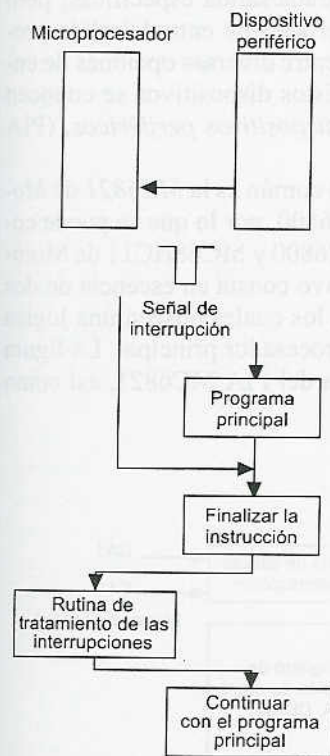 Microprocesador
Dispositivo
periférico
Señal de
interrupción
Programa
principal
Finalizar la
instrucción
Rutina de
tratamiento de las
interrupciones
Continuar
con el programa
principal